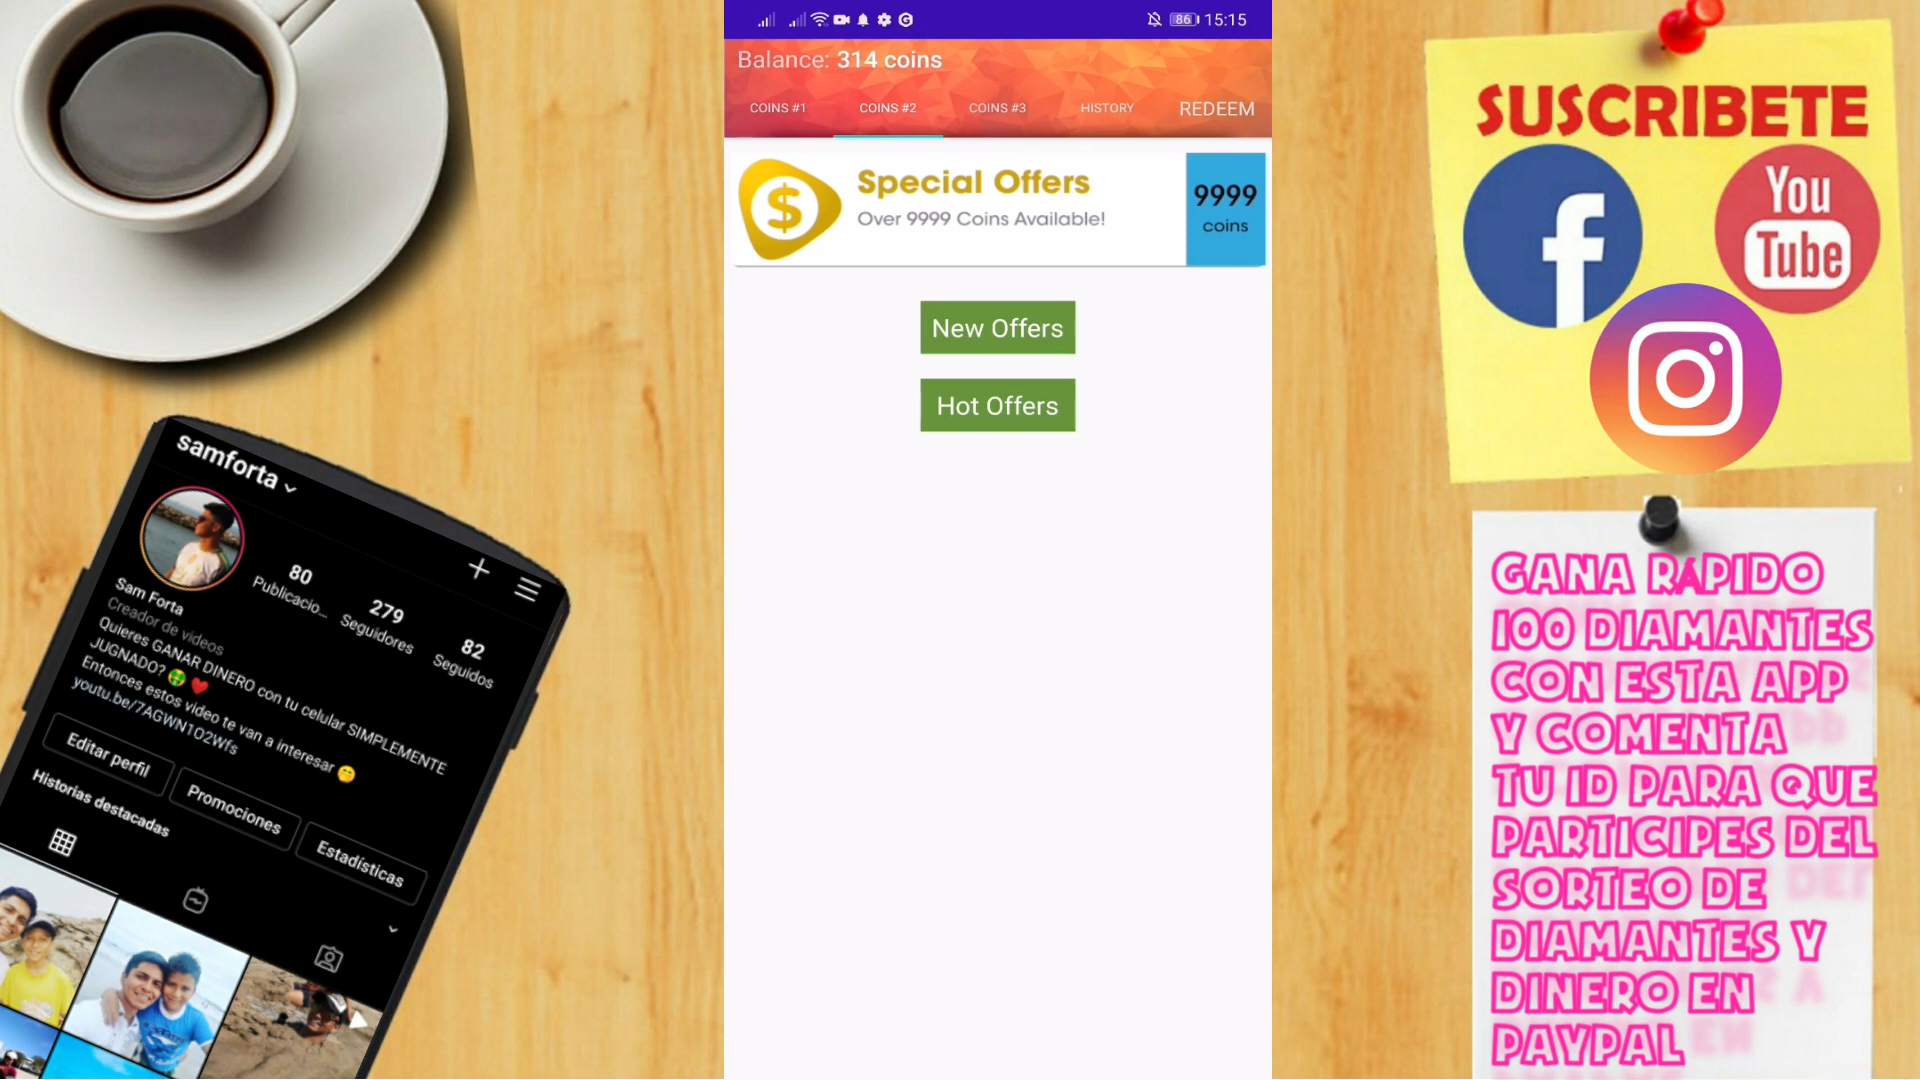 86 15:15
Balance: 314 coins
COINS #1 COINS #2 COINS #3 HISTORY REDEEM
$ Special Offers
Over 9999 Coins Available!
9999
coins
New Offers
Hot Offers
samforta
80
Publicacio...
279
Seguidores
82
Seguidos
Sam Forta
Creador de videos
Quieres GANAR DINERO con tu celular SIMPLEMENTE
JUGNADO? 🤑 ❤️
Entonces estos video te van a interesar 🤭
youtu.be/7AGWN1O2Wfs
Editar perfil
Promociones
Estadísticas
Historias destacadas
SUSCRIBETE
f
You
Tube
GANA RÁPIDO
100 DIAMANTES
CON ESTA APP
Y COMENTA
TU ID PARA QUE
PARTICIPES DEL
SORTEO DE
DIAMANTES Y
DINERO EN
PAYPAL